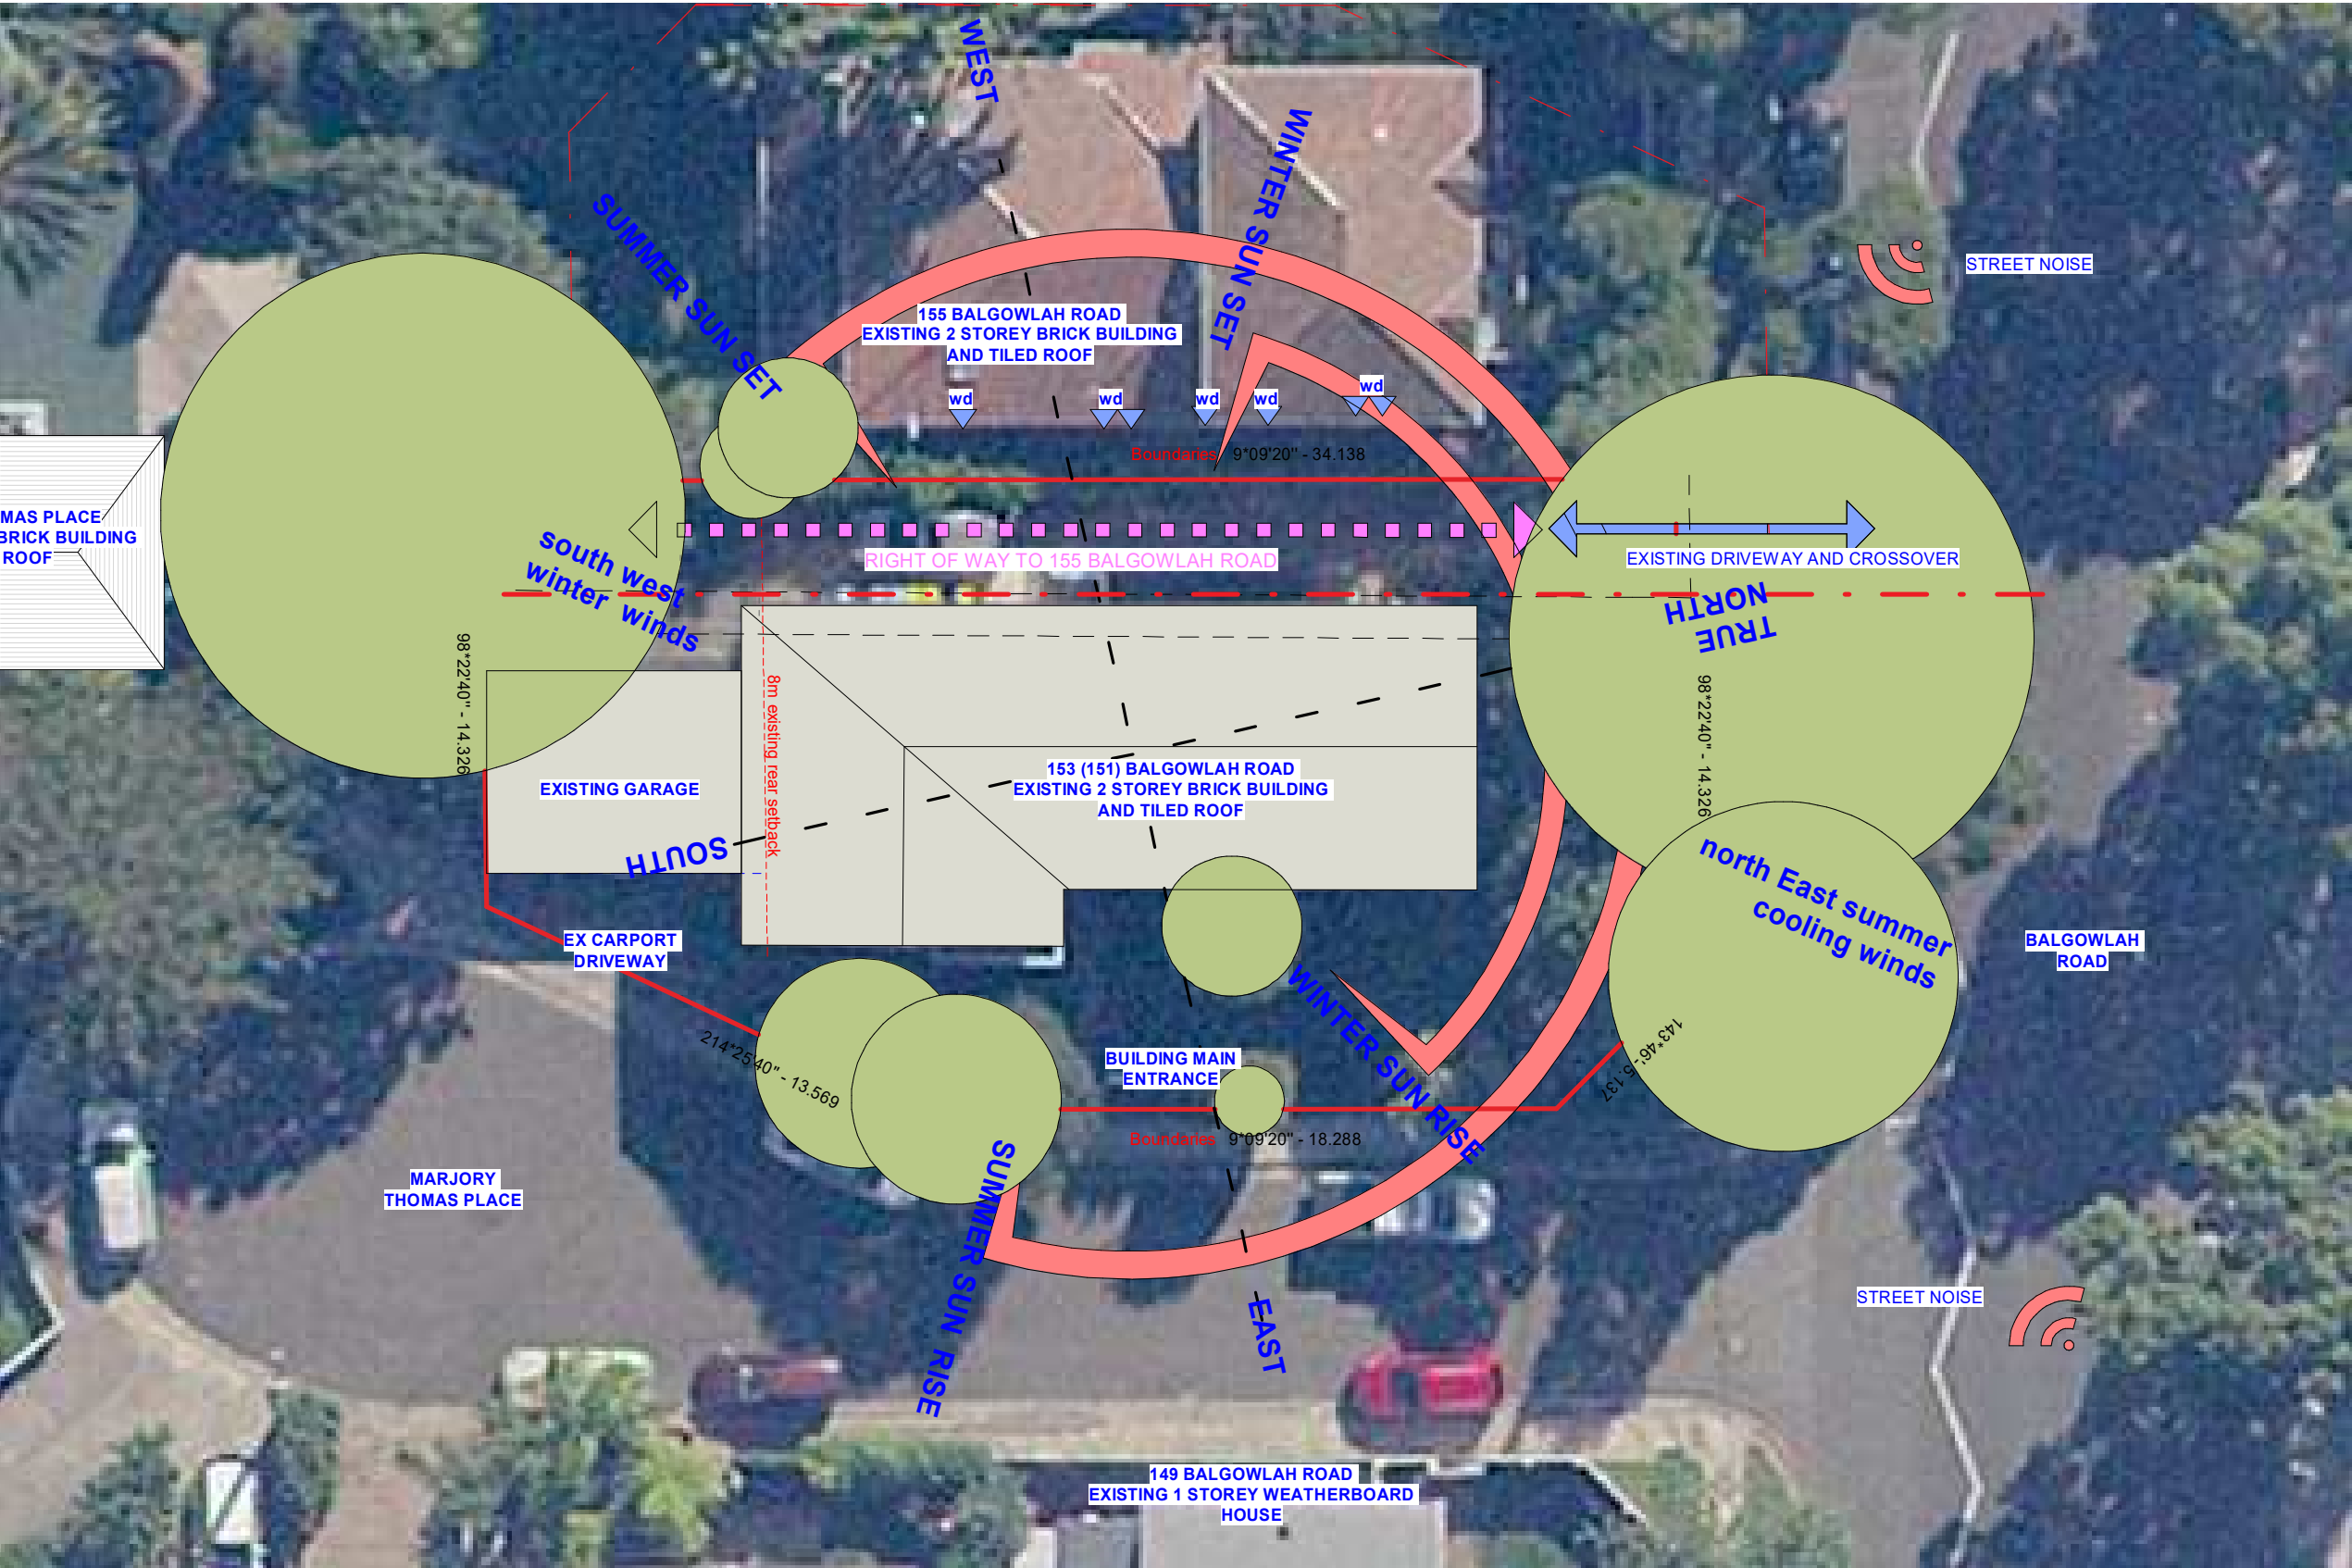 WEST
WINTER SUN SET
SUMMER SUN SET
STREET NOISE
155 BALGOWLAH ROAD
EXISTING 2 STOREY BRICK BUILDING
AND TILED ROOF
wd
wd
wd
wd
wd
Boundaries 9°09'20" - 34.138
MAS PLACE
BRICK BUILDING
ROOF
south west
winter winds
RIGHT OF WAY TO 155 BALGOWLAH ROAD
EXISTING DRIVEWAY AND CROSSOVER
TRUE
NORTH
98*22'40" - 14.326
8m existing rear setback
98*22'40" - 14.326
EXISTING GARAGE
153 (151) BALGOWLAH ROAD
EXISTING 2 STOREY BRICK BUILDING
AND TILED ROOF
SOUTH
north East summer
cooling winds
EX CARPORT
DRIVEWAY
BALGOWLAH
ROAD
214*25'40" - 13.569
BUILDING MAIN
ENTRANCE
WINTER SUN RISE
143*46' - 5.137
Boundaries 9*09'20" - 18.288
MARJORY
THOMAS PLACE
SUMMER SUN RISE
EAST
STREET NOISE
149 BALGOWLAH ROAD
EXISTING 1 STOREY WEATHERBOARD
HOUSE